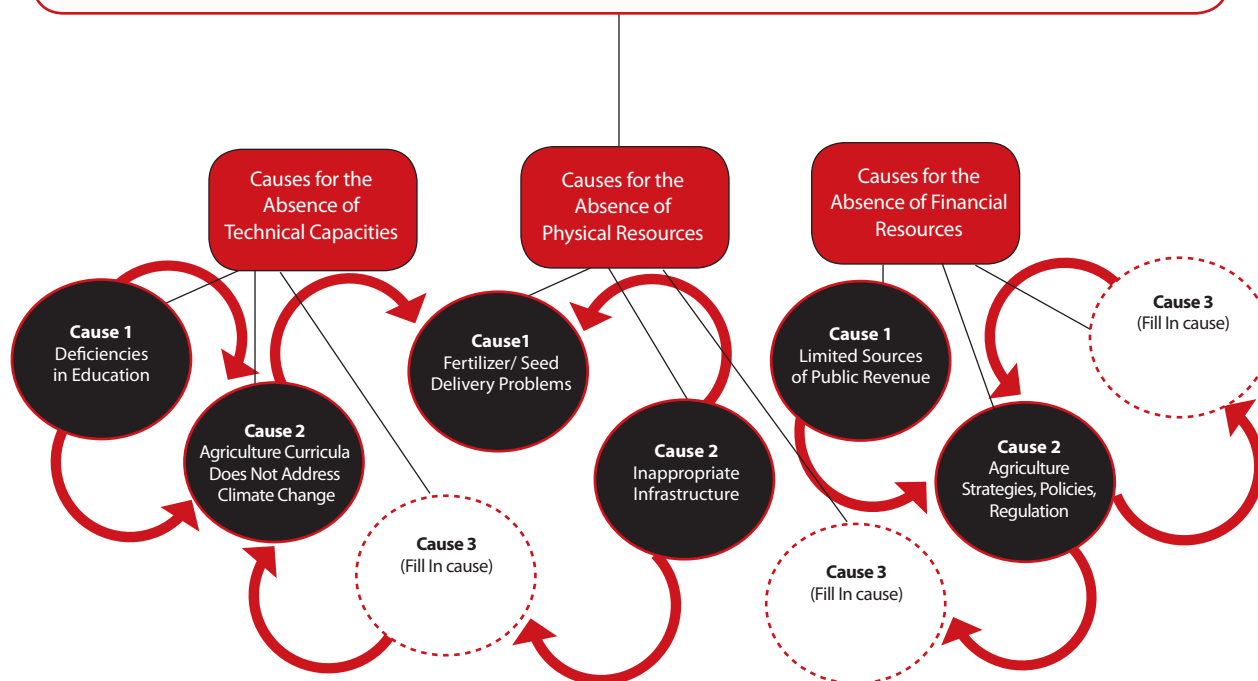 Causes for the
Absence of
Technical Capacities
Causes for the
Absence of
Physical Resources
Causes for the
Absence of Financial
Resources
Cause 1
Deficiencies
in Education
Cause 2
Agriculture Curricula
Does Not Address
Climate Change
Cause 3
(Fill In cause)
Cause1
Fertilizer/ Seed
Delivery Problems
Cause 2
Inappropriate
Infrastructure
Cause 3
(Fill In cause)
Cause 1
Limited Sources
of Public Revenue
Cause 2
Agriculture
Strategies, Policies,
Regulation
Cause 3
(Fill In cause)